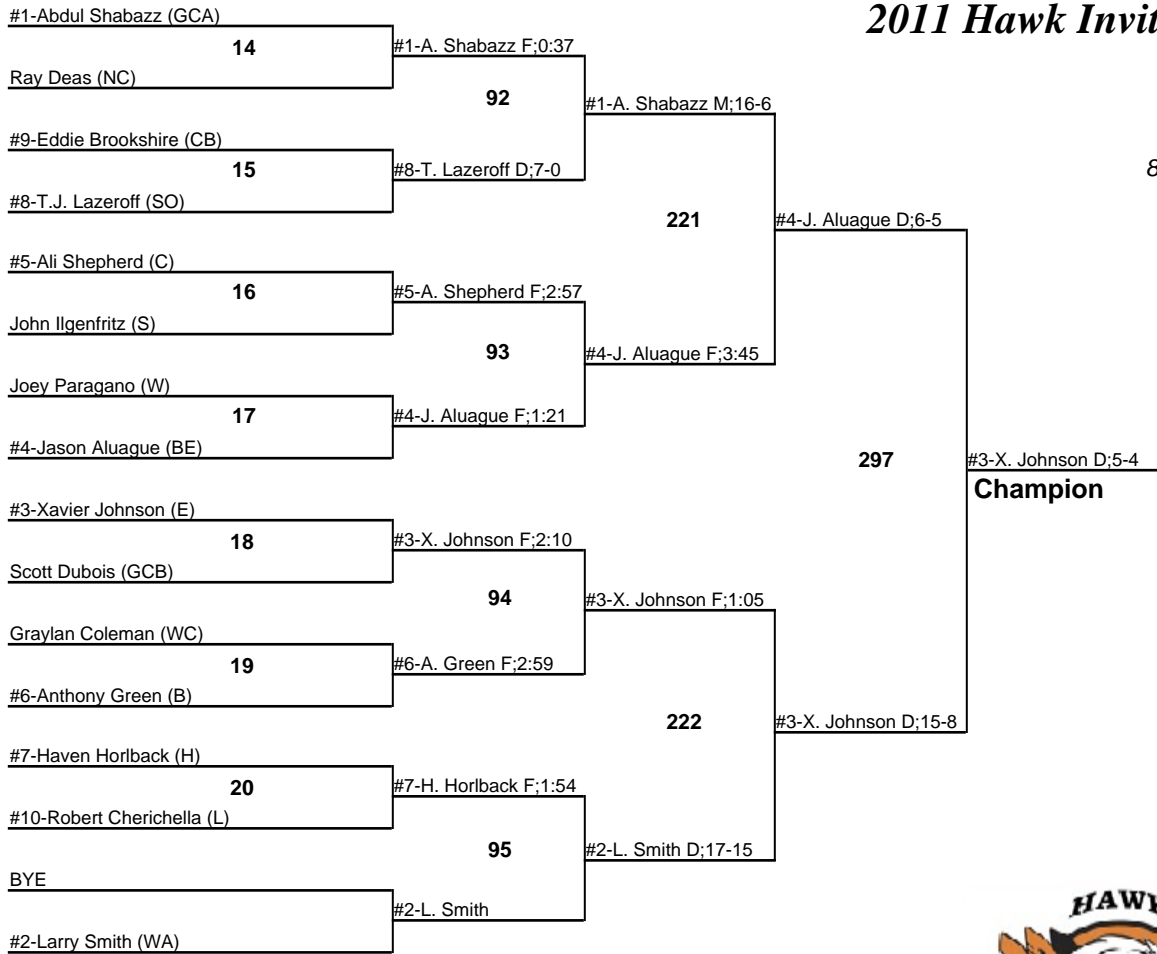 2011 Hawk Invit
8
#1-Abdul Shabazz (GCA)
14
Ray Deas (NC)
#1-A. Shabazz F;0:37
92
#9-Eddie Brookshire (CB)
15
#8-T.J. Lazeroff (SO)
#8-T. Lazeroff D;7-0
#1-A. Shabazz M;16-6
221
#5-Ali Shepherd (C)
16
John Ilgenfritz (S)
#5-A. Shepherd F;2:57
93
Joey Paragano (W)
17
#4-Jason Aluague (BE)
#4-J. Aluague F;1:21
#4-J. Aluague F;3:45
#4-J. Aluague D;6-5
297
#3-Xavier Johnson (E)
18
Scott Dubois (GCB)
#3-X. Johnson F;2:10
94
Graylan Coleman (WC)
19
#6-Anthony Green (B)
#6-A. Green F;2:59
#3-X. Johnson F;1:05
222
#7-Haven Horlback (H)
20
#10-Robert Cherichella (L)
#7-H. Horlback F;1:54
95
BYE
#2-Larry Smith (WA)
#2-L. Smith
#2-L. Smith D;17-15
#3-X. Johnson D;15-8
#3-X. Johnson D;5-4
Champion
HAWK